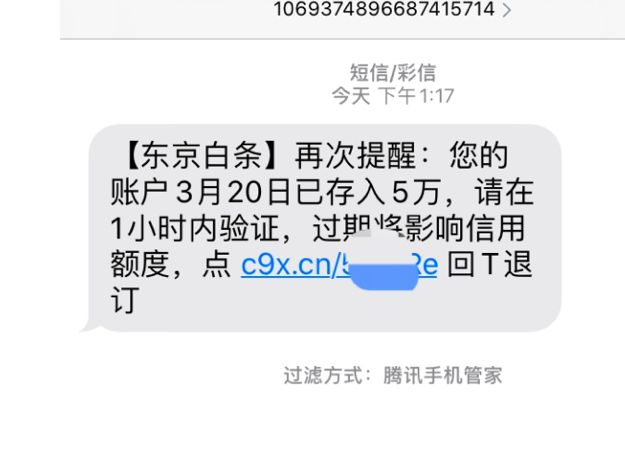 1069374896687415714
短信/彩信
今天 下午1:17
【东京白条】再次提醒：您的
账户3月20日已存入5万，请在
1小时内验证，过期将影响信用
额度，点 c9x.cn/ 回T退
订
过滤方式：腾讯手机管家